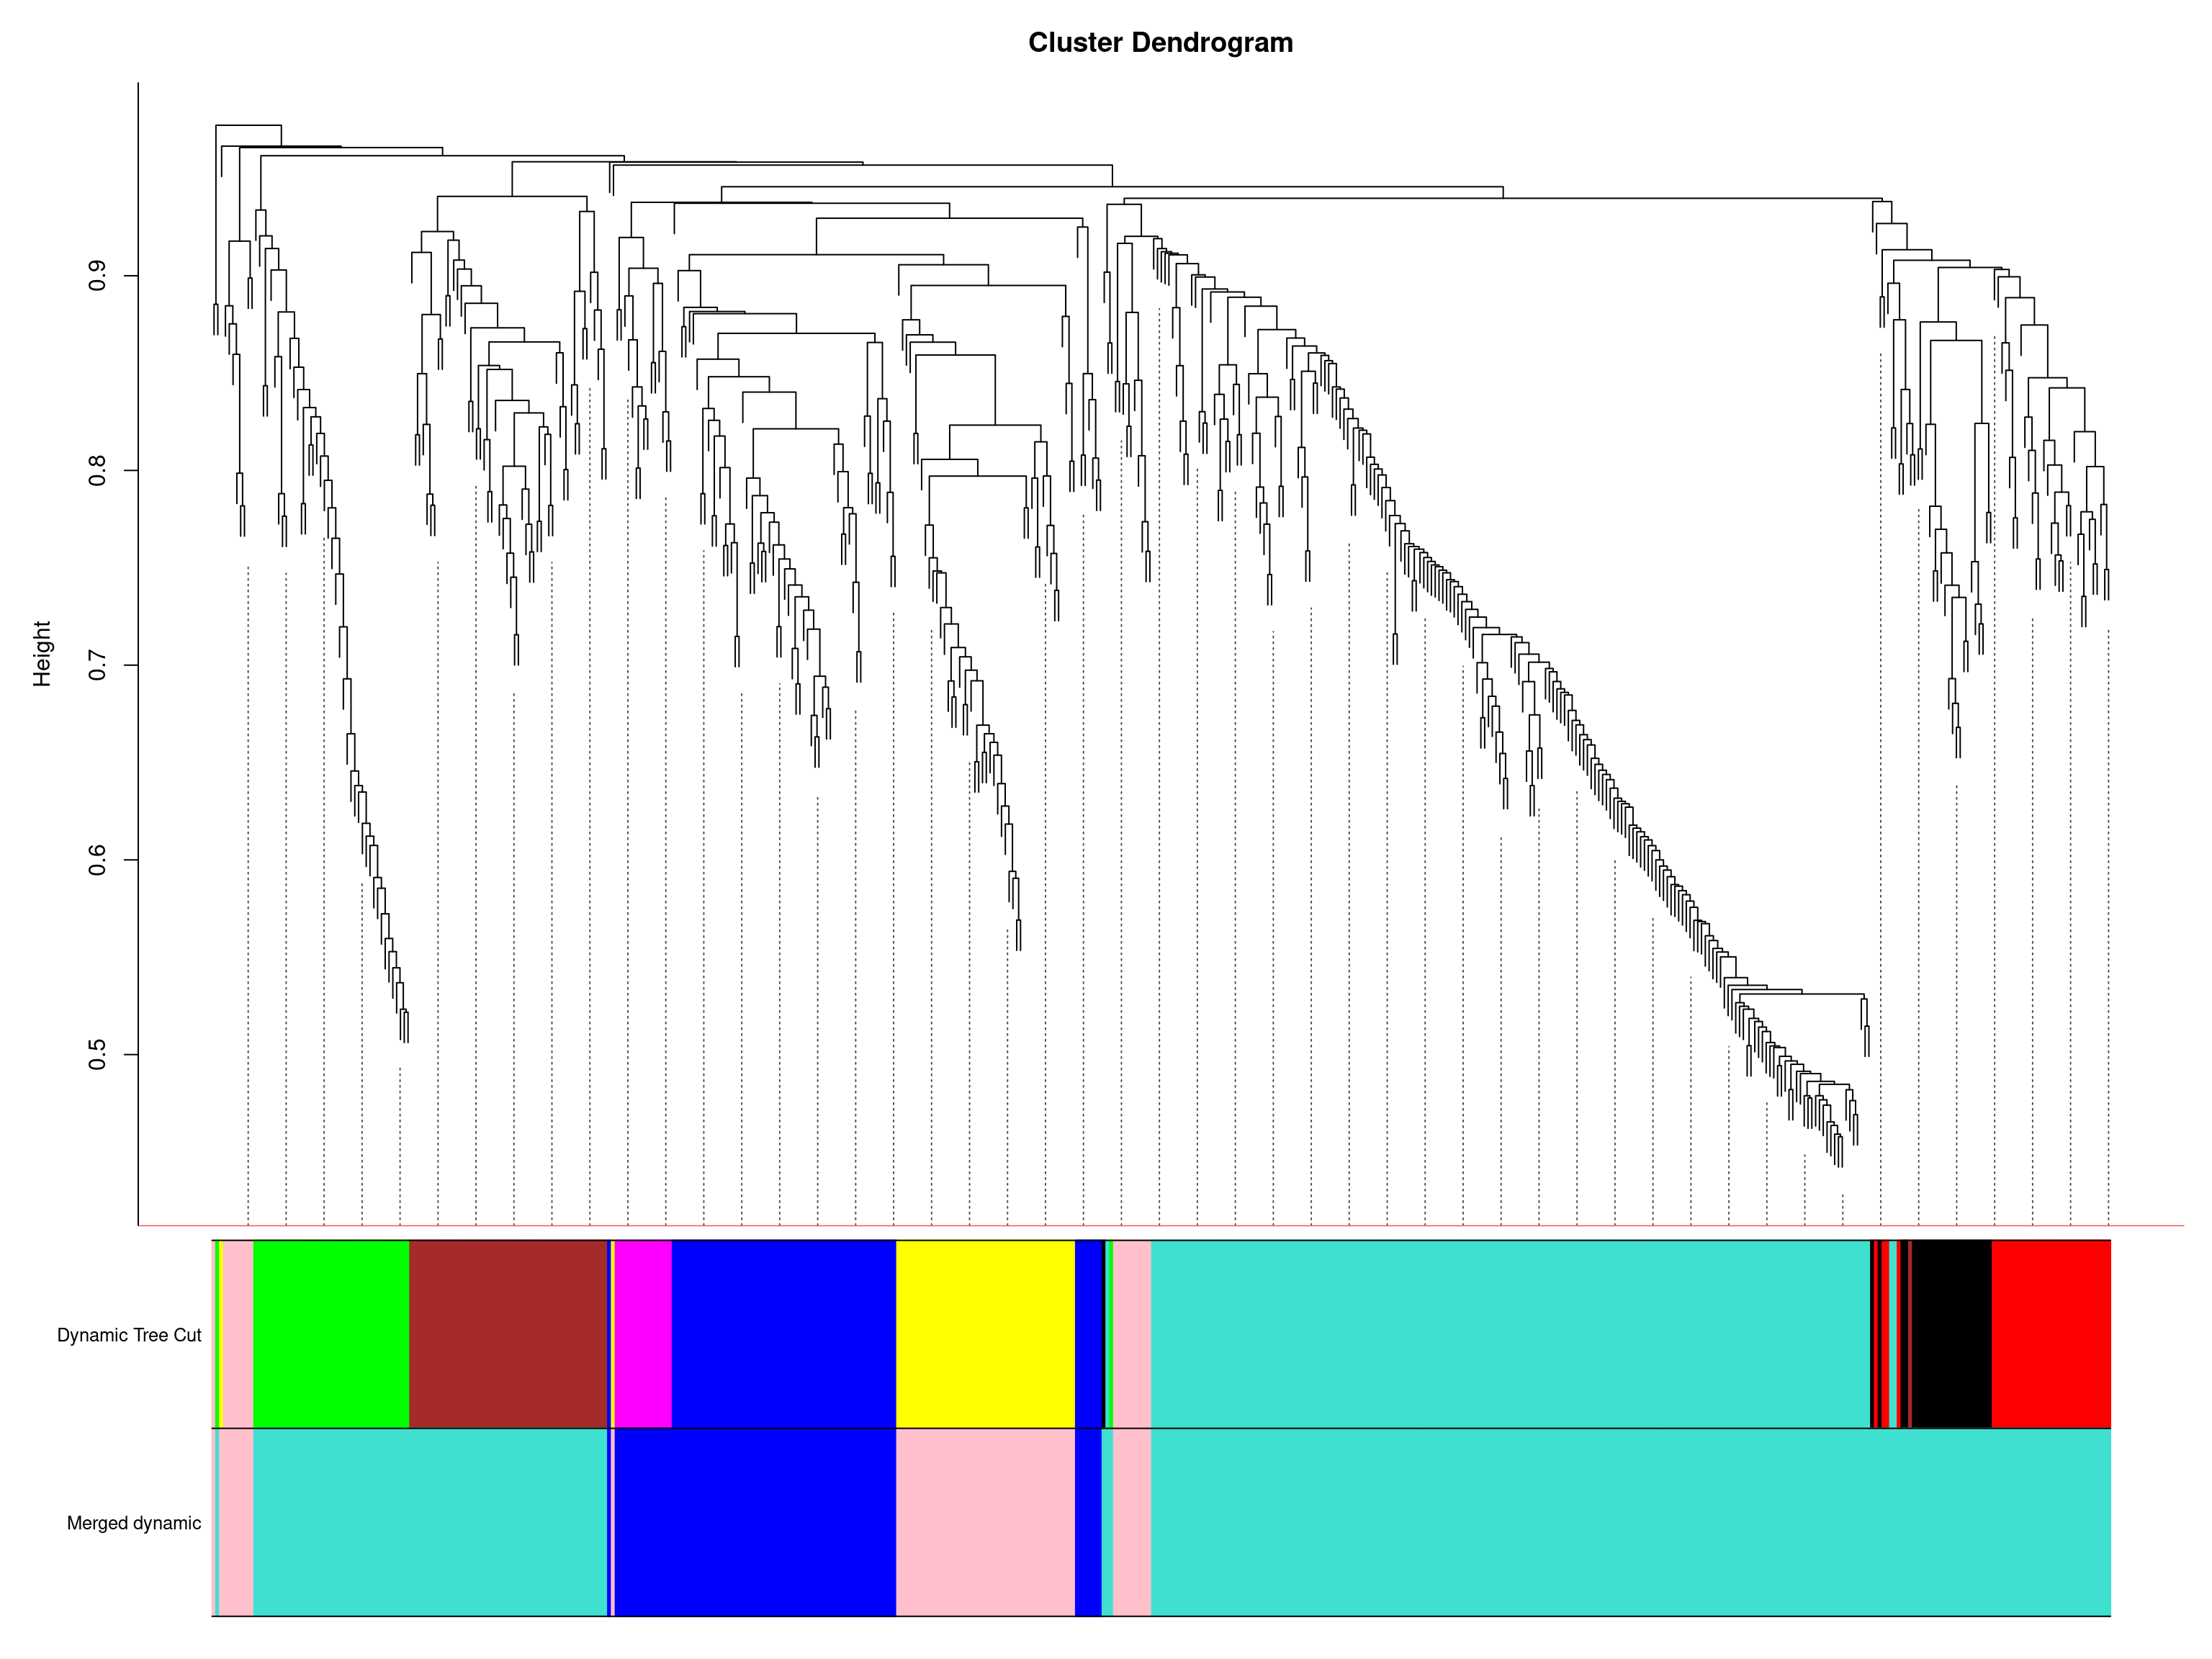 Cluster Dendrogram
Height
0.9
0.8
0.7
0.6
0.5
Dynamic Tree Cut
Merged dynamic